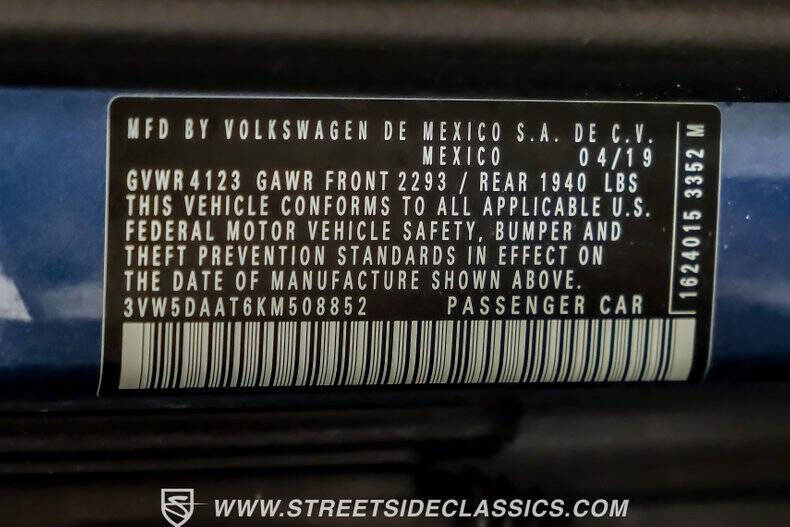 MFD BY VOLKSWAGEN DE MEXICO S.A. DE C.V.
MEXICO 04/19
GVWR 4123 GAWR FRONT 2293 / REAR 1940 LBS
THIS VEHICLE CONFORMS TO ALL APPLICABLE U.S.
FEDERAL MOTOR VEHICLE SAFETY, BUMPER AND
THEFT PREVENTION STANDARDS IN EFFECT ON
THE DATE OF MANUFACTURE SHOWN ABOVE.
3VW5DAAT6KM508852 PASSENGER CAR
1624015 3352 M
WWW.STREETSIDECLASSICS.COM